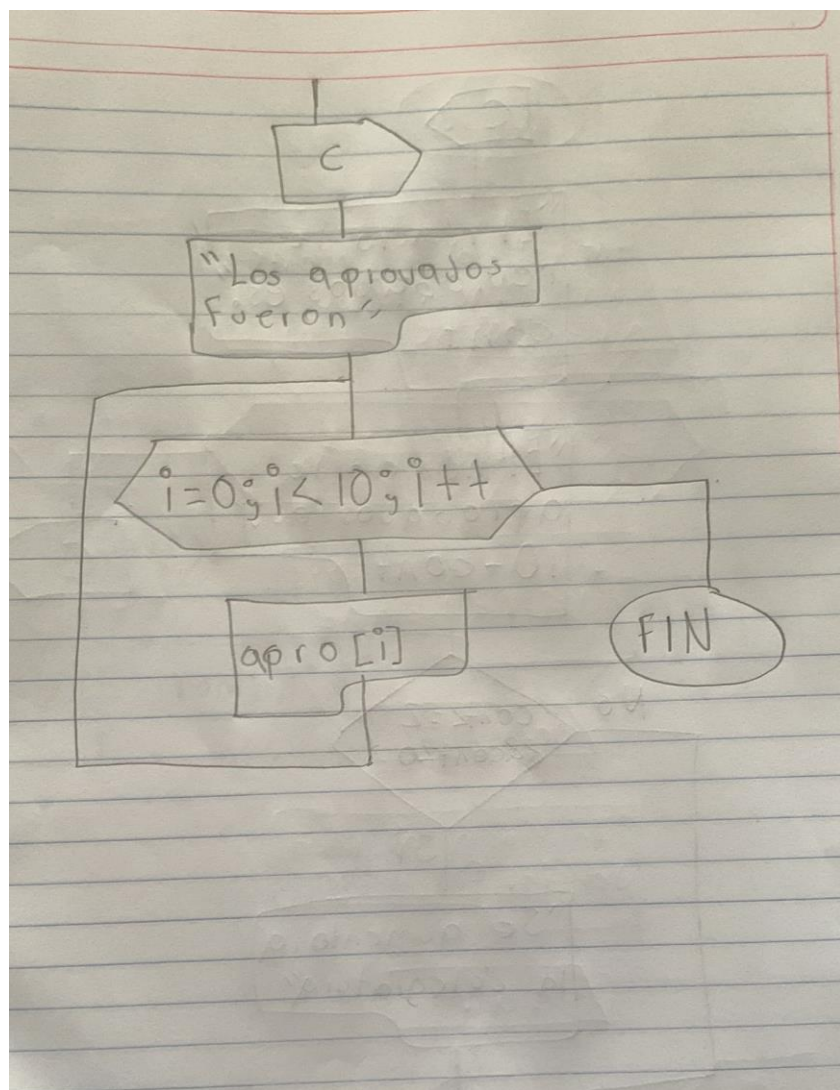 C
"Los aprovados
fueron"
i=0; i<10; i++
apro[i]
FIN